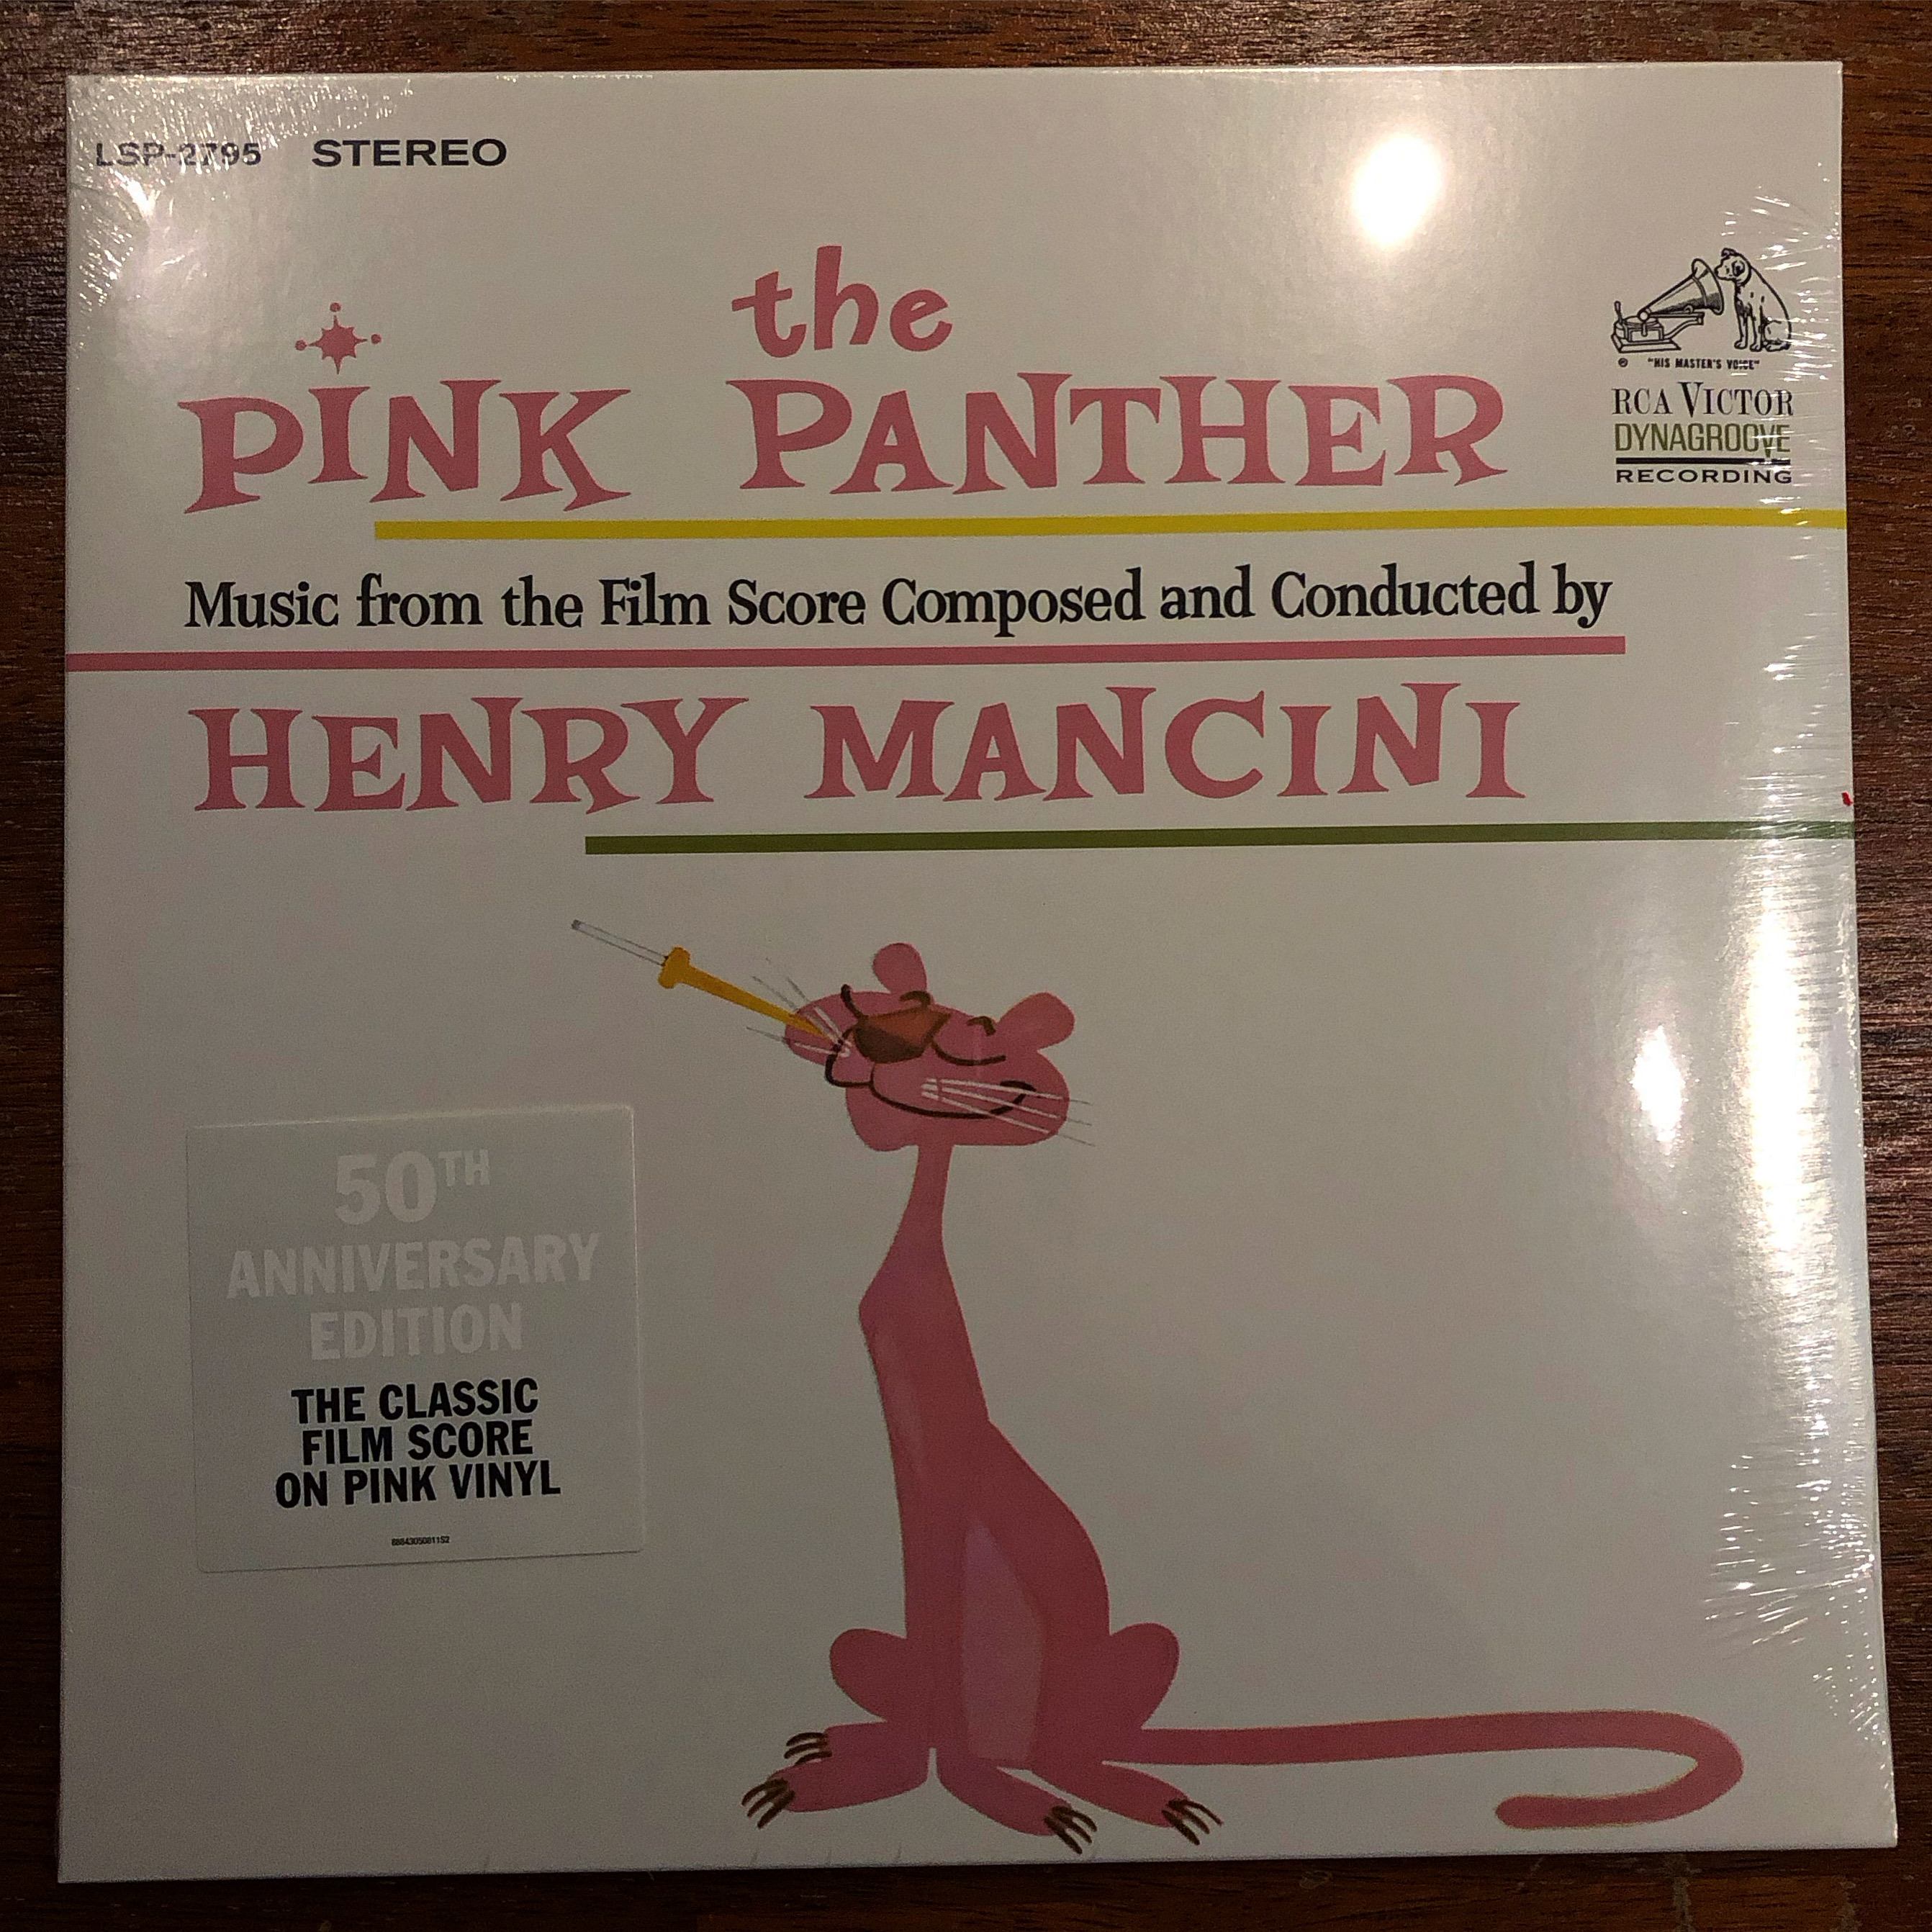 LSP-2795 STEREO
the
PINK PANTHER
"HIS MASTER'S VOICE"
RCA VICTOR
DYNAGROOVE
RECORDING
Music from the Film Score Composed and Conducted by
HENRY MANCINI
50TH
ANNIVERSARY
EDITION
THE CLASSIC
FILM SCORE
ON PINK VINYL